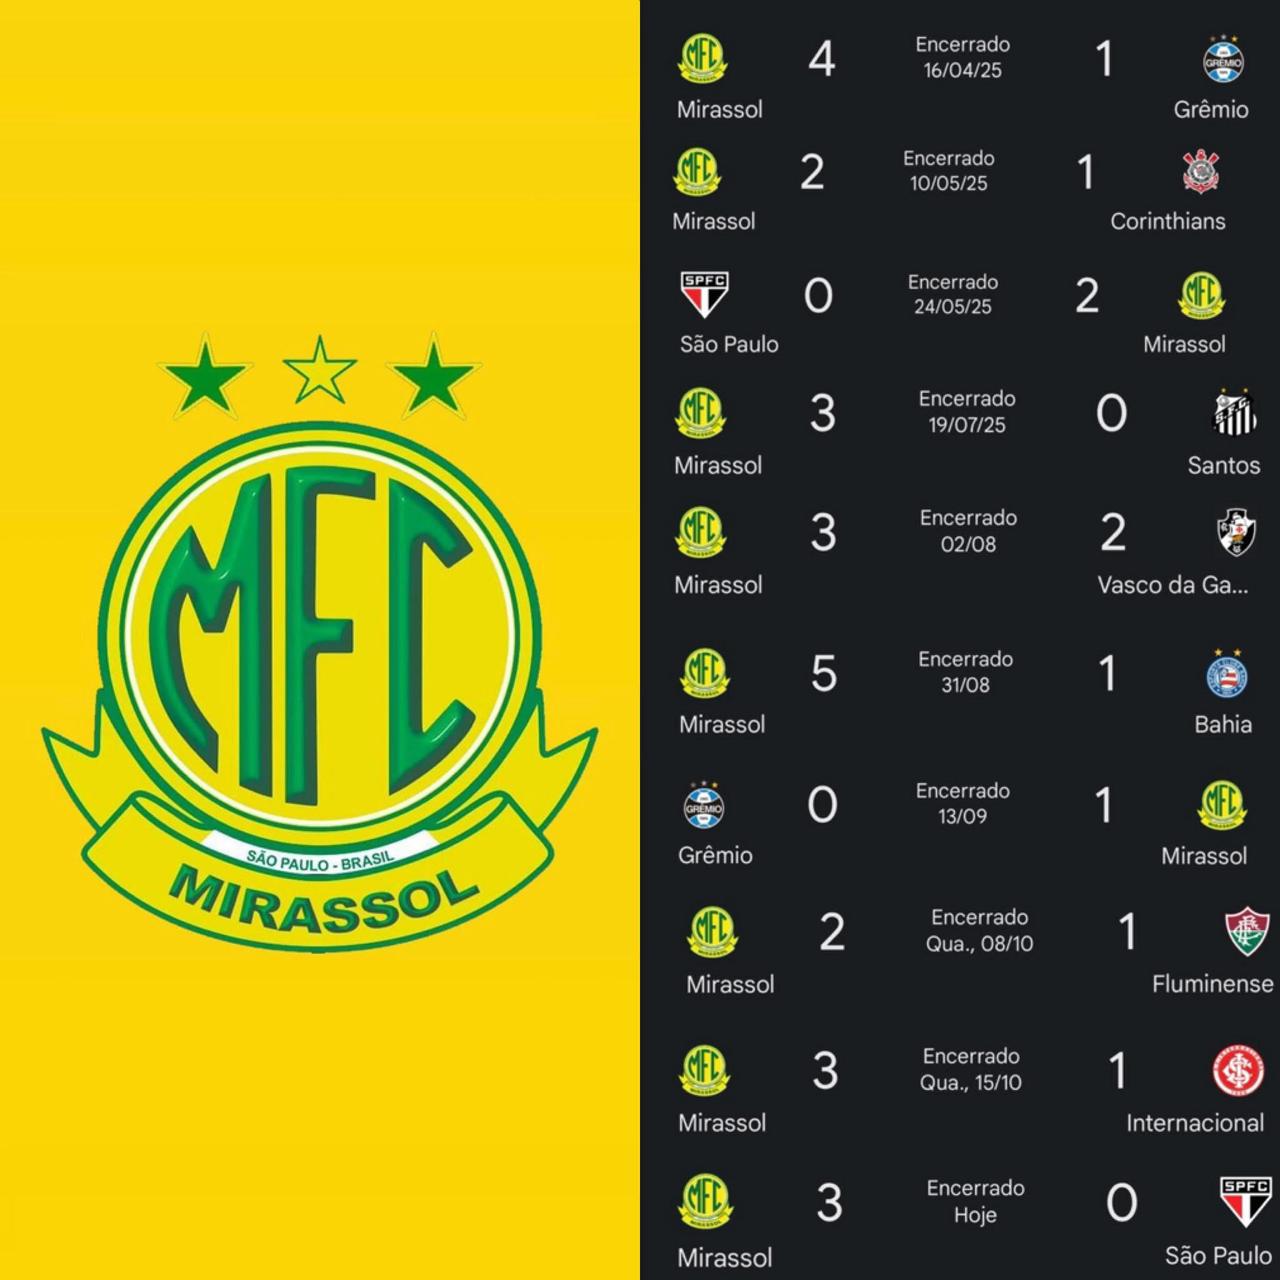 MFC
SÃO PAULO - BRASIL
MIRASSOL
4 Encerrado 1
16/04/25
Mirassol Grêmio
2 Encerrado 1
10/05/25
Mirassol Corinthians
SPFC 0 Encerrado 2
24/05/25
São Paulo Mirassol
3 Encerrado 0
19/07/25
Mirassol Santos
3 Encerrado 2
02/08
Mirassol Vasco da Ga...
5 Encerrado 1
31/08
Mirassol Bahia
GRÊMIO 0 Encerrado 1
13/09
Grêmio Mirassol
2 Encerrado 1
Qua., 08/10
Mirassol Fluminense
3 Encerrado 1
Qua., 15/10
Mirassol Internacional
3 Encerrado 0 SPFC
Hoje
Mirassol São Paulo